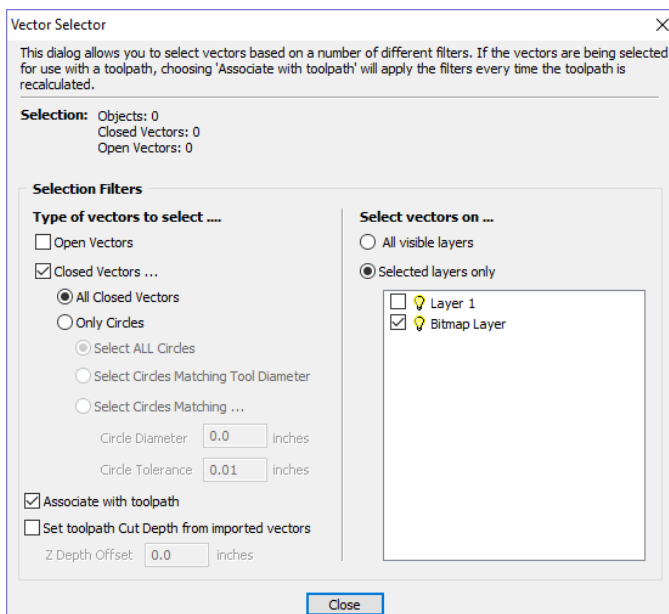 Vector Selector
This dialog allows you to select vectors based on a number of different filters. If the vectors are being selected
for use with a toolpath, choosing 'Associate with toolpath' will apply the filters every time the toolpath is
recalculated.
Selection: Objects: 0
Closed Vectors: 0
Open Vectors: 0
Selection Filters
Type of vectors to select ....
Open Vectors
Closed Vectors ...
All Closed Vectors
Only Circles
Select ALL Circles
Select Circles Matching Tool Diameter
Select Circles Matching ...
Circle Diameter 0.0 inches
Circle Tolerance 0.01 inches
Associate with toolpath
Set toolpath Cut Depth from imported vectors
Z Depth Offset 0.0 inches
Select vectors on ...
All visible layers
Selected layers only
Layer 1
Bitmap Layer
Close